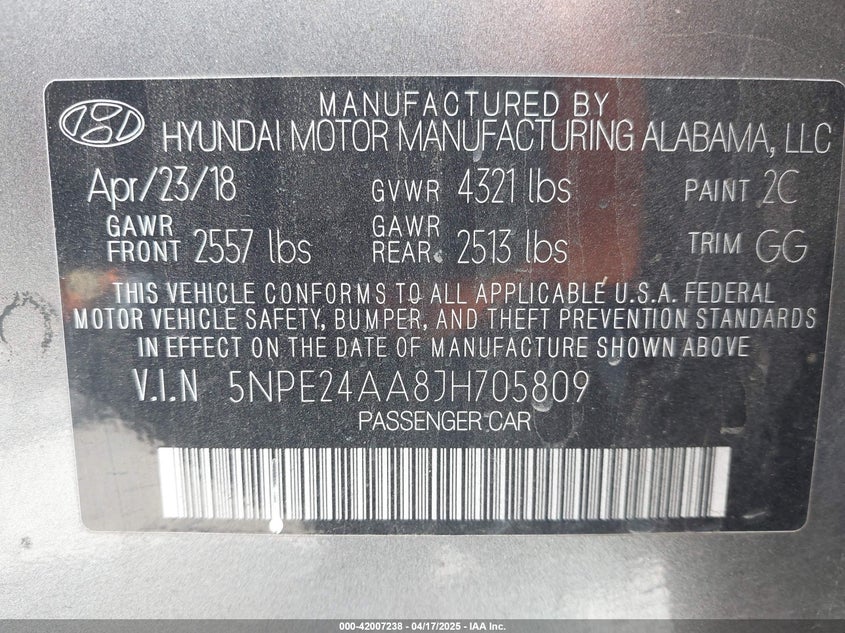 MANUFACTURED BY
HYUNDAI MOTOR MANUFACTURING ALABAMA, LLC
Apr/23/18 GVWR 4321 lbs PAINT 2C
GAWR FRONT 2557 lbs GAWR REAR 2513 lbs TRIM GG
THIS VEHICLE CONFORMS TO ALL APPLICABLE U.S.A. FEDERAL
MOTOR VEHICLE SAFETY, BUMPER, AND THEFT PREVENTION STANDARDS
IN EFFECT ON THE DATE OF MANUFACTURE SHOWN ABOVE
V.I.N 5NPE24AA8JH705809
PASSENGER CAR
000-42007238 - 04/17/2025 - IAA Inc.